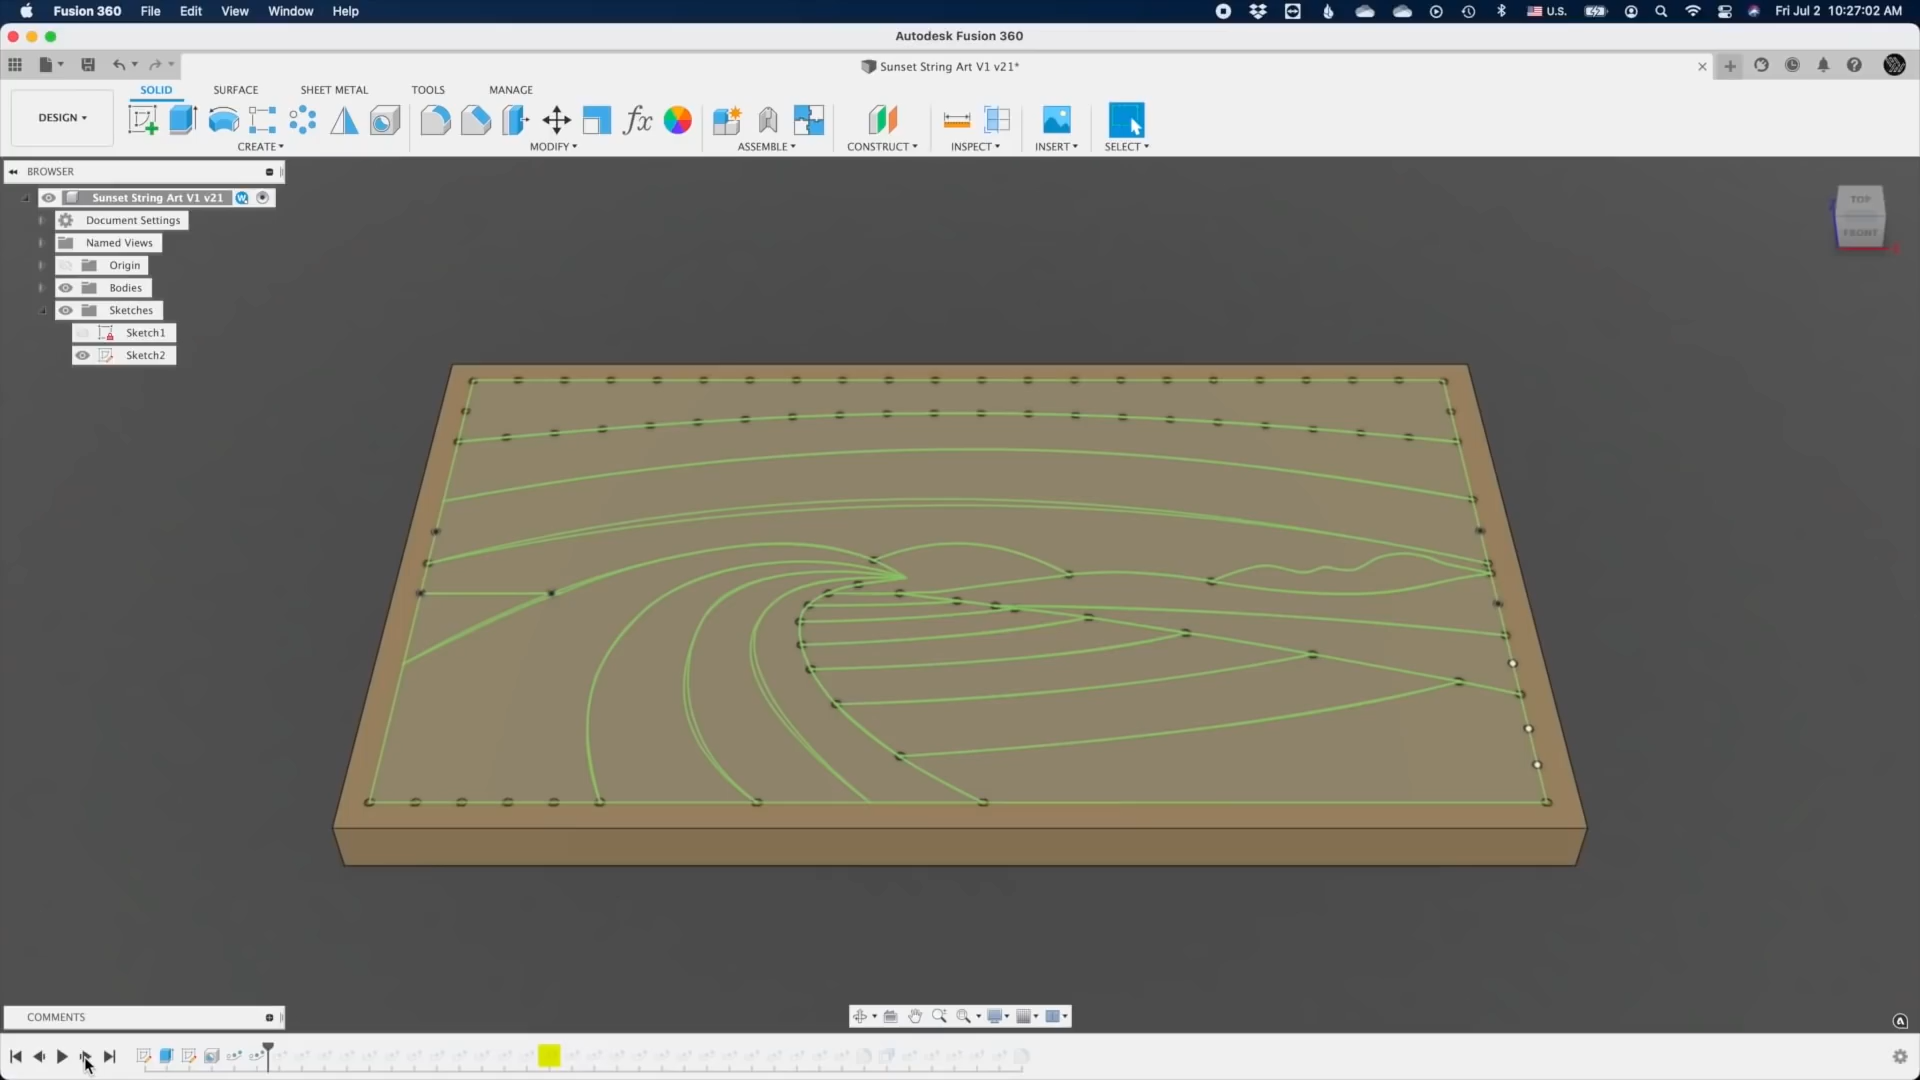 Fusion 360 File Edit View Window Help
U.S. Fri Jul 2 10:27:02 AM
Autodesk Fusion 360
Sunset String Art V1 v21*
SOLID SURFACE SHEET METAL TOOLS MANAGE
DESIGN
CREATE MODIFY ASSEMBLE CONSTRUCT INSPECT INSERT SELECT
BROWSER
Sunset String Art V1 v21
Document Settings
Named Views
Origin
Bodies
Sketches
Sketch1
Sketch2
TOP
FRONT
COMMENTS